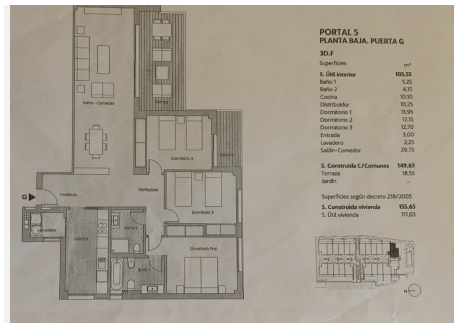 PORTAL 5
PLANTA BAJA. PUERTA G
3D.F
Superficies m²
S. Útil interior 103,55
Baño 1 5,25
Baño 2 4,15
Cocina 10,10
Distribuidor 10,25
Dormitorio 1 13,95
Dormitorio 2 12,15
Dormitorio 3 12,70
Entrada 3,00
Lavadero 2,25
Salón-Comedor 29,75
S. Construida C/Comunes 149,63
Terraza 18,55
Jardín -
Superficies según decreto 218/2005
S. Construida vivienda 155,65
S. Útil vivienda 111,03
Salón - Comedor
Terraza
Dormitorio 3
Vestíbulo
Distribuidor
G
Dormitorio 2
Lavadero
Cocina
Baño 2
Dormitorio Ppal.
Baño 1
N